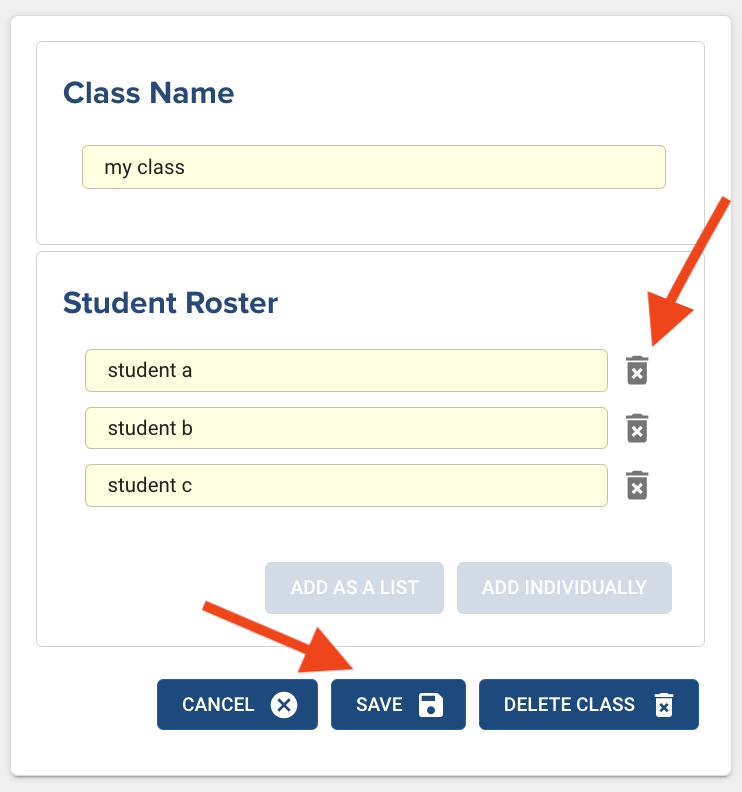 Class Name
my class
Student Roster
student a
student b
student c
ADD AS A LIST ADD INDIVIDUALLY
CANCEL SAVE DELETE CLASS